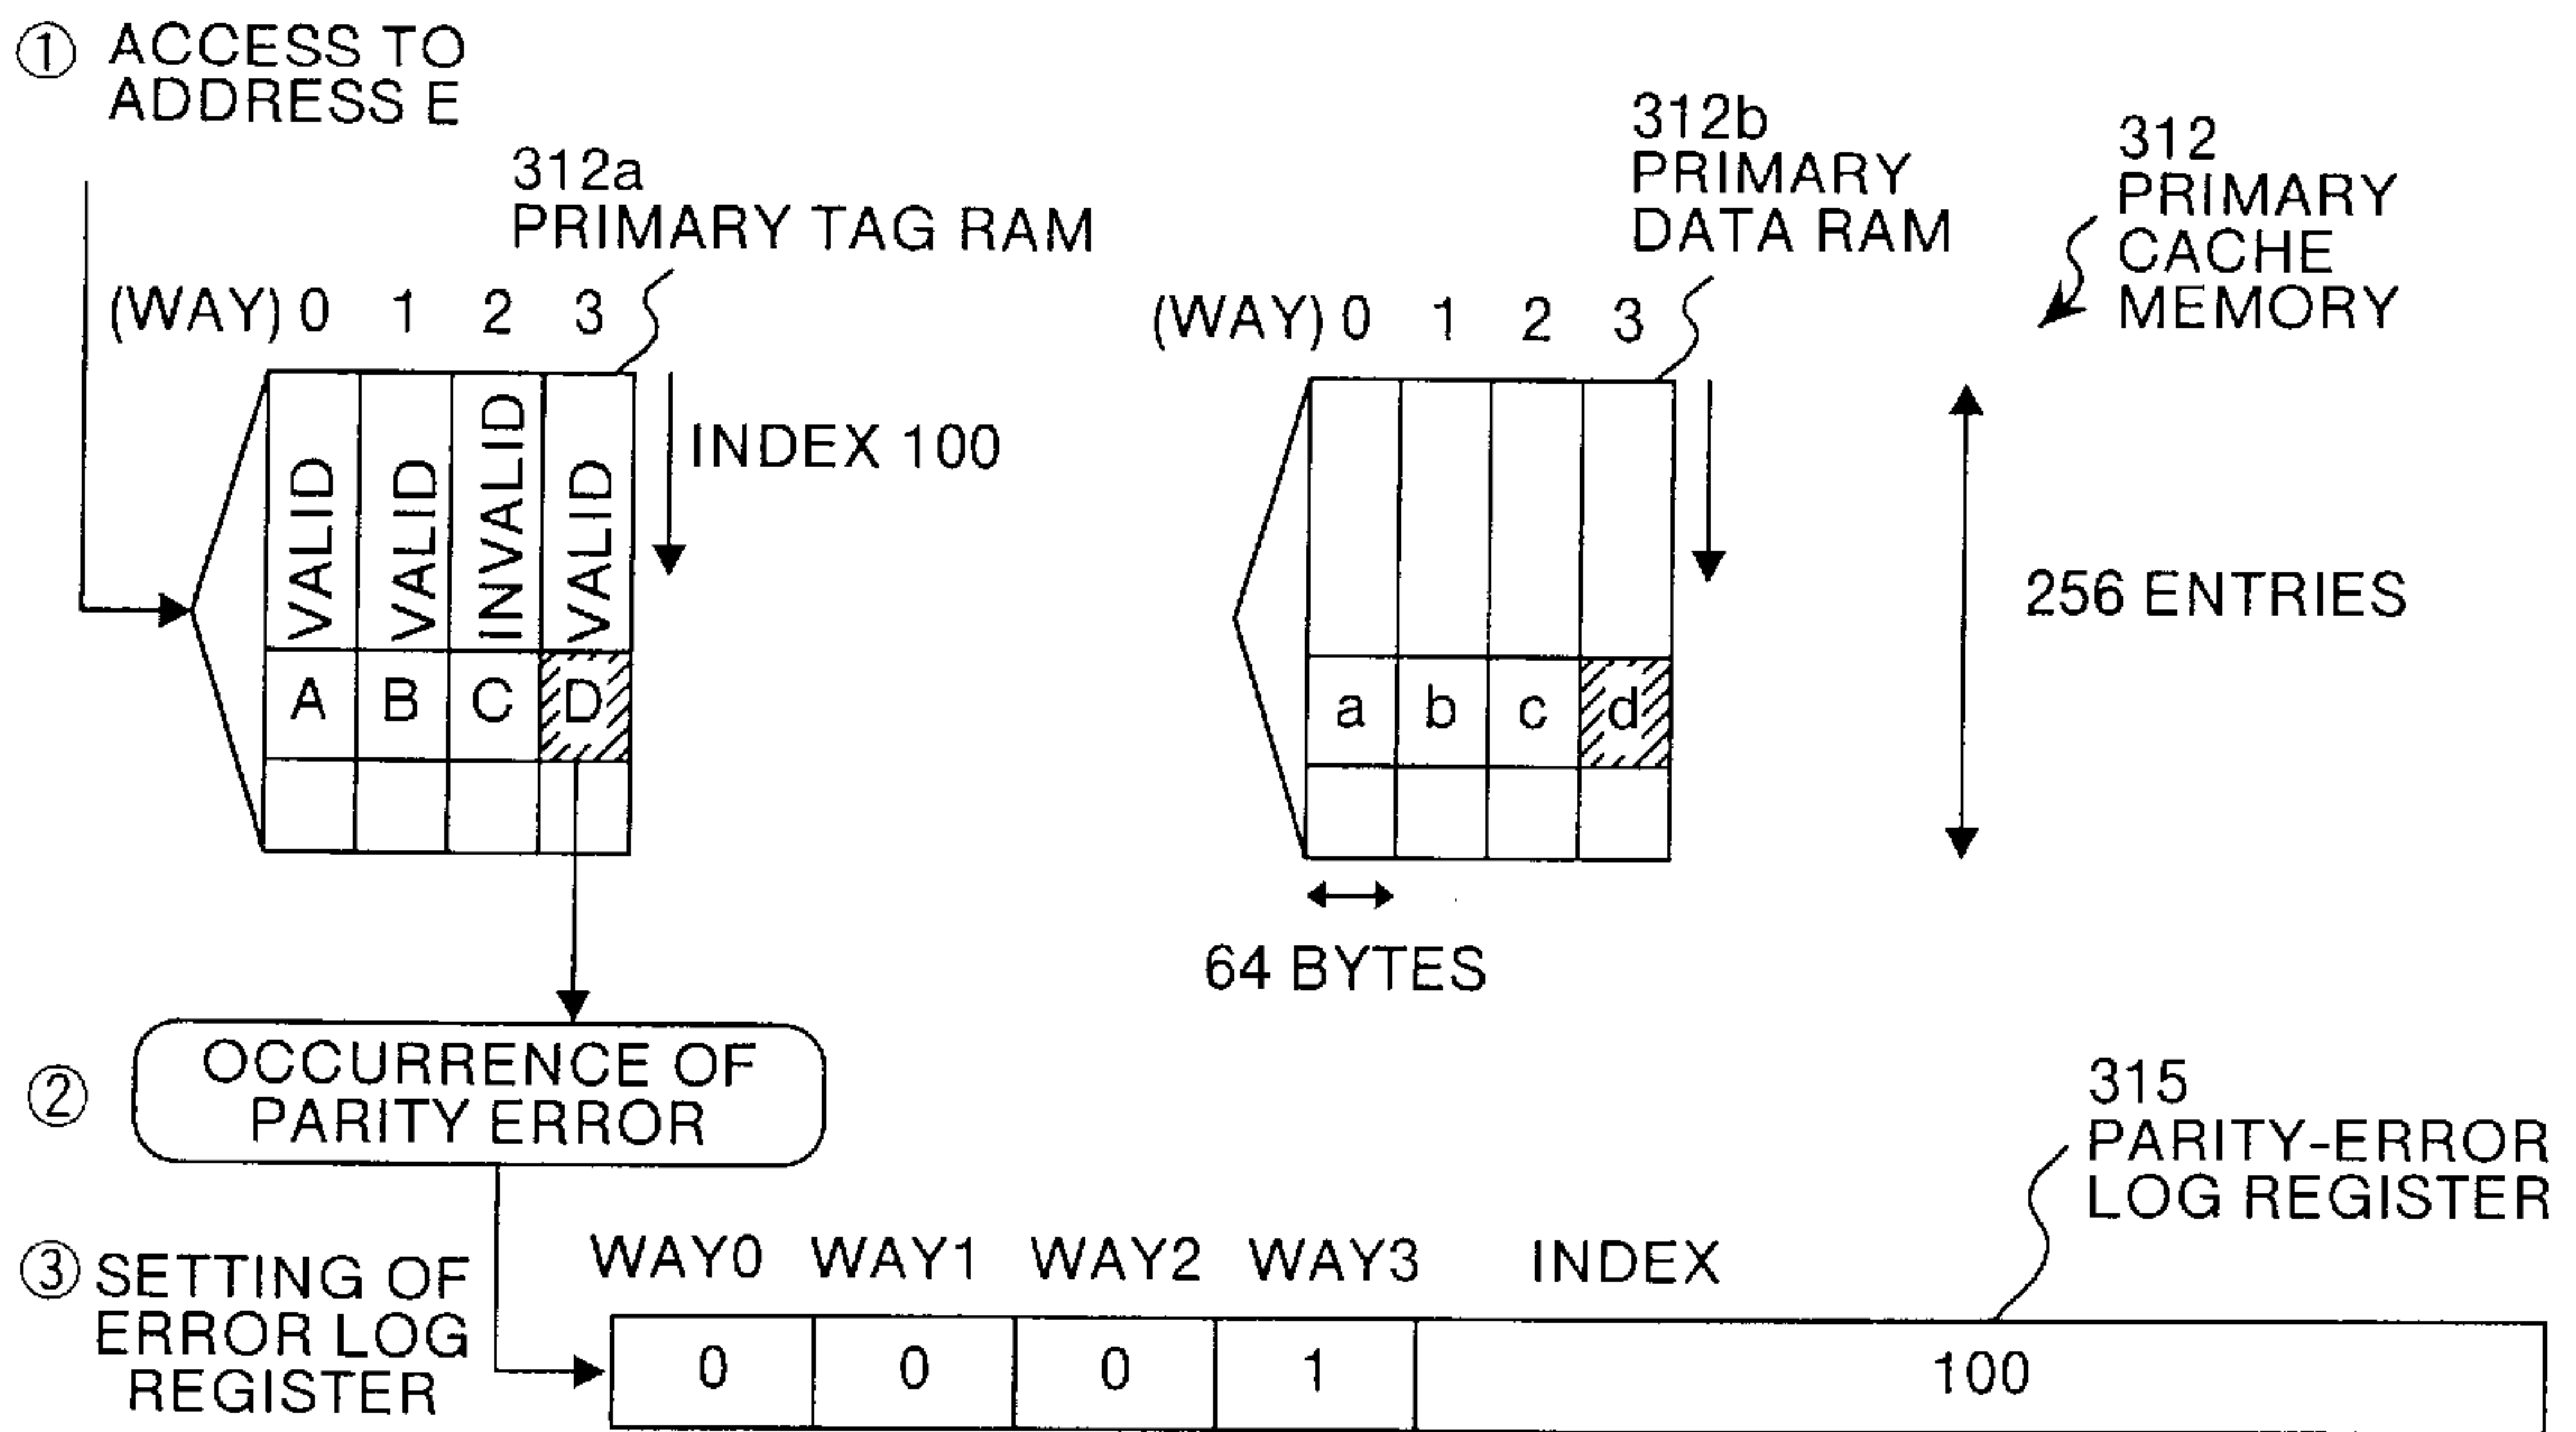 ① ACCESS TO
ADDRESS E
312a
PRIMARY TAG RAM
312b
PRIMARY
DATA RAM
312
PRIMARY
CACHE
MEMORY
(WAY) 0 1 2 3
(WAY) 0 1 2 3
VALID
VALID
INVALID
VALID
INDEX 100
256 ENTRIES
A B C D
a b c d
64 BYTES
②
OCCURRENCE OF
PARITY ERROR
315
PARITY-ERROR
LOG REGISTER
③ SETTING OF
ERROR LOG
REGISTER
WAY0 WAY1 WAY2 WAY3 INDEX
0 0 0 1 100